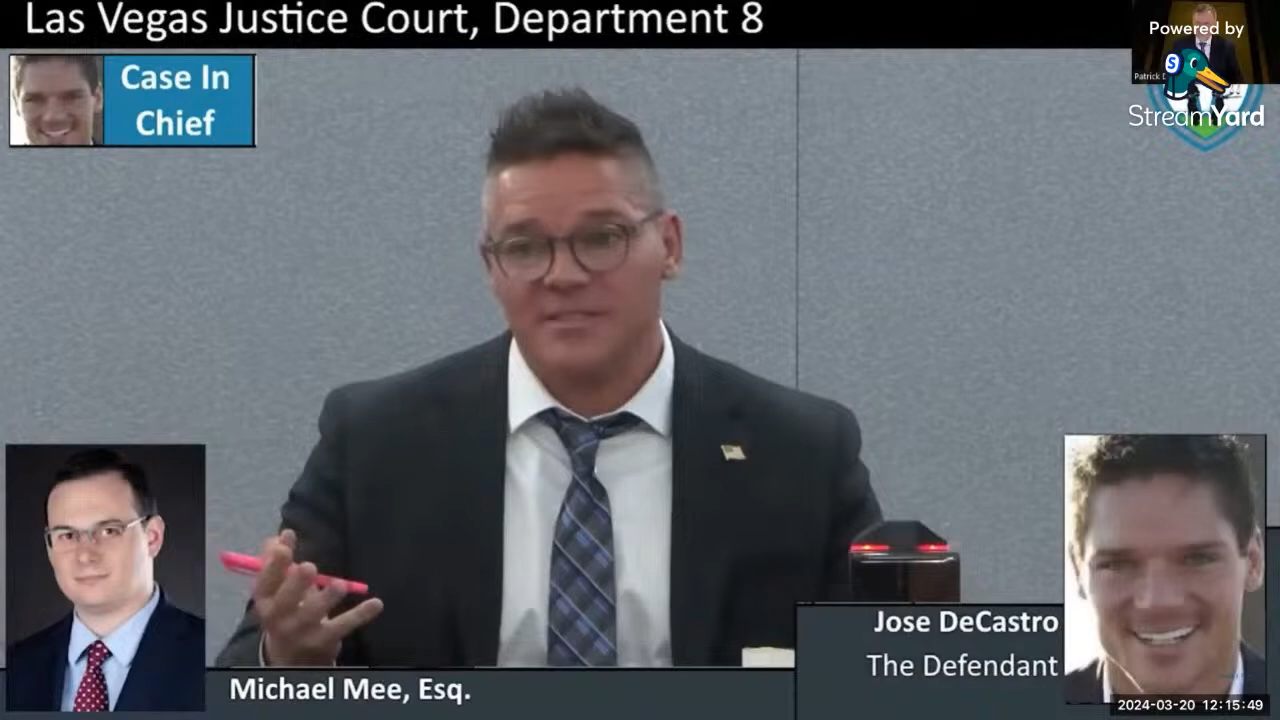 Las Vegas Justice Court, Department 8
Powered by
Patrick
StreamYard
Case In
Chief
Jose DeCastro
The Defendant
Michael Mee, Esq.
2024-03-20 12:15:49